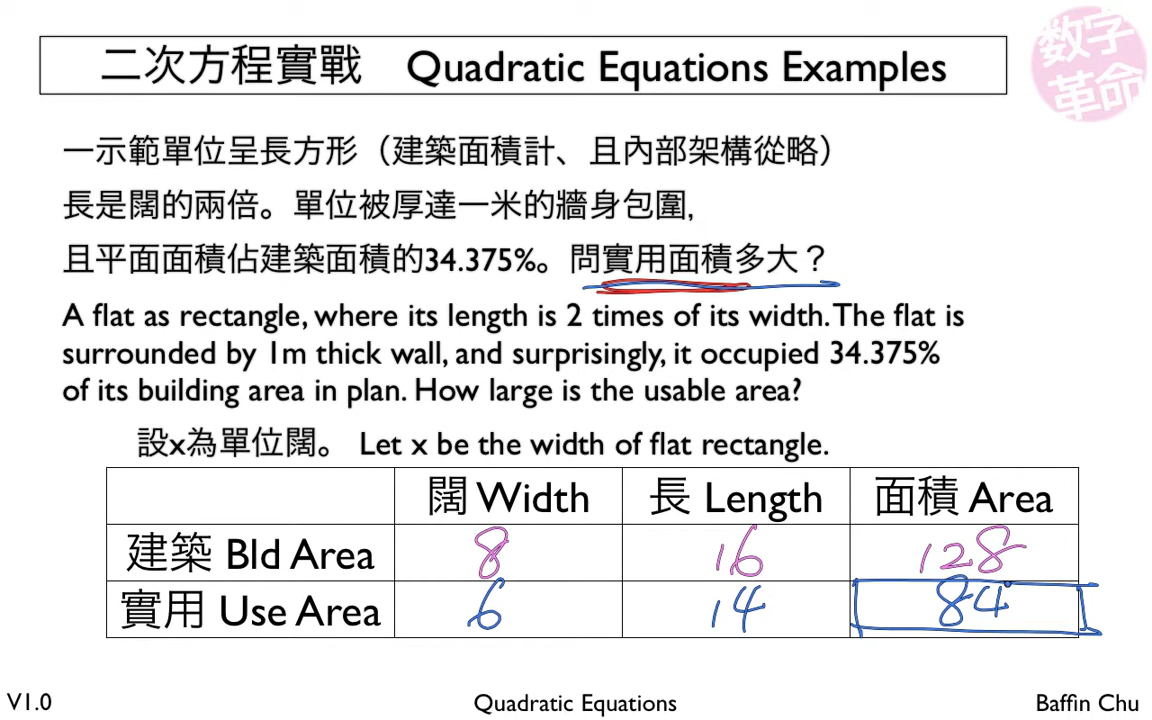 二次方程實戰 Quadratic Equations Examples
数字
革命
一示範單位呈長方形（建築面積計、且內部架構從略）
長是闊的兩倍。單位被厚達一米的牆身包圍,
且平面面積佔建築面積的34.375%。問實用面積多大？
A flat as rectangle, where its length is 2 times of its width. The flat is
surrounded by 1m thick wall, and surprisingly, it occupied 34.375%
of its building area in plan. How large is the usable area?
設x為單位闊。 Let x be the width of flat rectangle.
闊 Width 長 Length 面積 Area
建築 Bld Area 8 16 128
實用 Use Area 6 14 84
V1.0 Quadratic Equations Baffin Chu